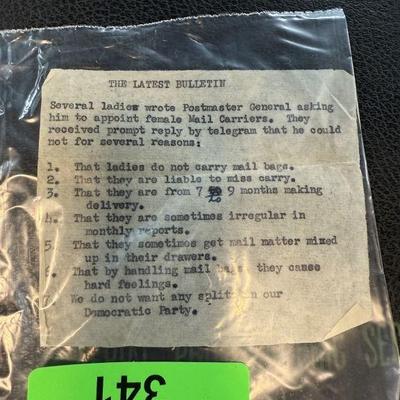 THE LATEST BULLETIN
Several ladies wrote Postmaster General asking
him to appoint female Mail Carriers. They
received prompt reply by telegram that he could
not for several reasons:
1. That ladies do not carry mail bags.
2. That they are liable to miss carry.
3. That they are from 7 to 9 months making
delivery.
4. That they are sometimes irregular in
monthly reports.
5. That they sometimes get mail matter mixed
up in their drawers.
6. That by handling mail bags they cause
hard feelings.
7. We do not want any splits in our
Democratic Party.
341